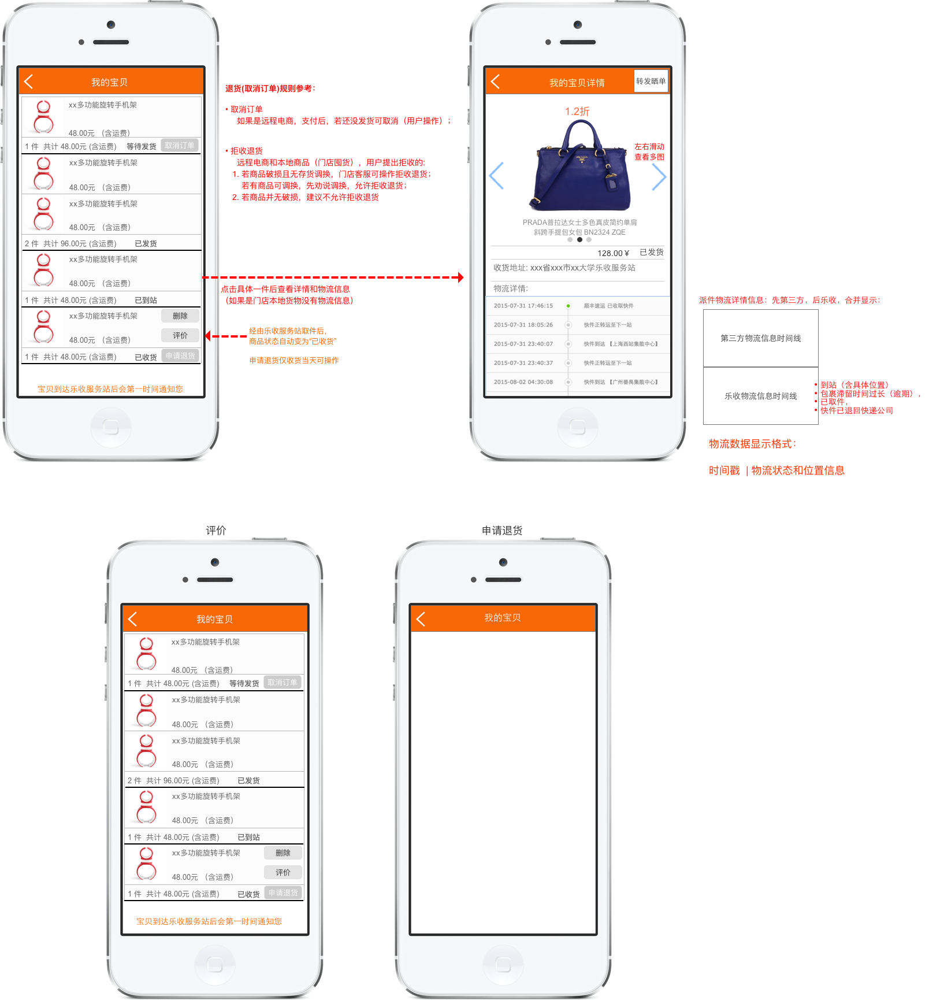 我的宝贝
xx多功能旋转手机架
48.00元 （含运费）
1 件 共计 48.00元 (含运费) 等待发货 取消订单
xx多功能旋转手机架
48.00元 （含运费）
xx多功能旋转手机架
48.00元 （含运费）
2 件 共计 96.00元 (含运费) 已发货
xx多功能旋转手机架
48.00元 （含运费）
1 件 共计 48.00元 (含运费) 已到站
xx多功能旋转手机架 删除
48.00元 （含运费） 评价
1 件 共计 48.00元 (含运费) 已收货 申请退货
宝贝到达乐收服务站后会第一时间通知您
退货(取消订单)规则参考：
• 取消订单
如果是远程电商，支付后，若还没发货可取消（用户操作）；
• 拒收退货
远程电商和本地商品（门店囤货），用户提出拒收的:
1. 若商品破损且无存货调换，门店客服可操作拒收退货；
若有商品可调换，先劝说调换，允许拒收退货；
2. 若商品并无破损，建议不允许拒收退货
点击具体一件后查看详情和物流信息
（如果是门店本地货物没有物流信息）
经由乐收服务站取件后，
商品状态自动变为“已收货”
申请退货仅收货当天可操作
我的宝贝详情 转发晒单
1.2折
左右滑动
查看多图
PRADA
PRADA普拉达女士多色真皮简约单肩
斜跨手提包女包 BN2324 ZQE
128.00 ¥ 已发货
收货地址: xxx省xxx市xx大学乐收服务站
物流详情:
2015-07-31 17:46:15 顺丰速运 已收取快件
2015-07-31 18:05:26 快件正转运至下一站
2015-07-31 23:40:07 快件到达 【上海西站集散中心】
2015-07-31 23:40:37 快件正转运至下一站
2015-08-02 04:30:08 快件到达 【广州番禺集散中心】
派件物流详情信息：先第三方，后乐收，合并显示：
第三方物流信息时间线
乐收物流信息时间线
• 到站（含具体位置）
• 包裹滞留时间过长（逾期），
• 已取件，
• 快件已退回快递公司
物流数据显示格式：
时间戳 | 物流状态和位置信息
评价
我的宝贝
xx多功能旋转手机架
48.00元 （含运费）
1 件 共计 48.00元 (含运费) 等待发货 取消订单
xx多功能旋转手机架
48.00元 （含运费）
xx多功能旋转手机架
48.00元 （含运费）
2 件 共计 96.00元 (含运费) 已发货
xx多功能旋转手机架
48.00元 （含运费）
1 件 共计 48.00元 (含运费) 已到站
xx多功能旋转手机架 删除
48.00元 （含运费） 评价
1 件 共计 48.00元 (含运费) 已收货 申请退货
宝贝到达乐收服务站后会第一时间通知您
申请退货
我的宝贝